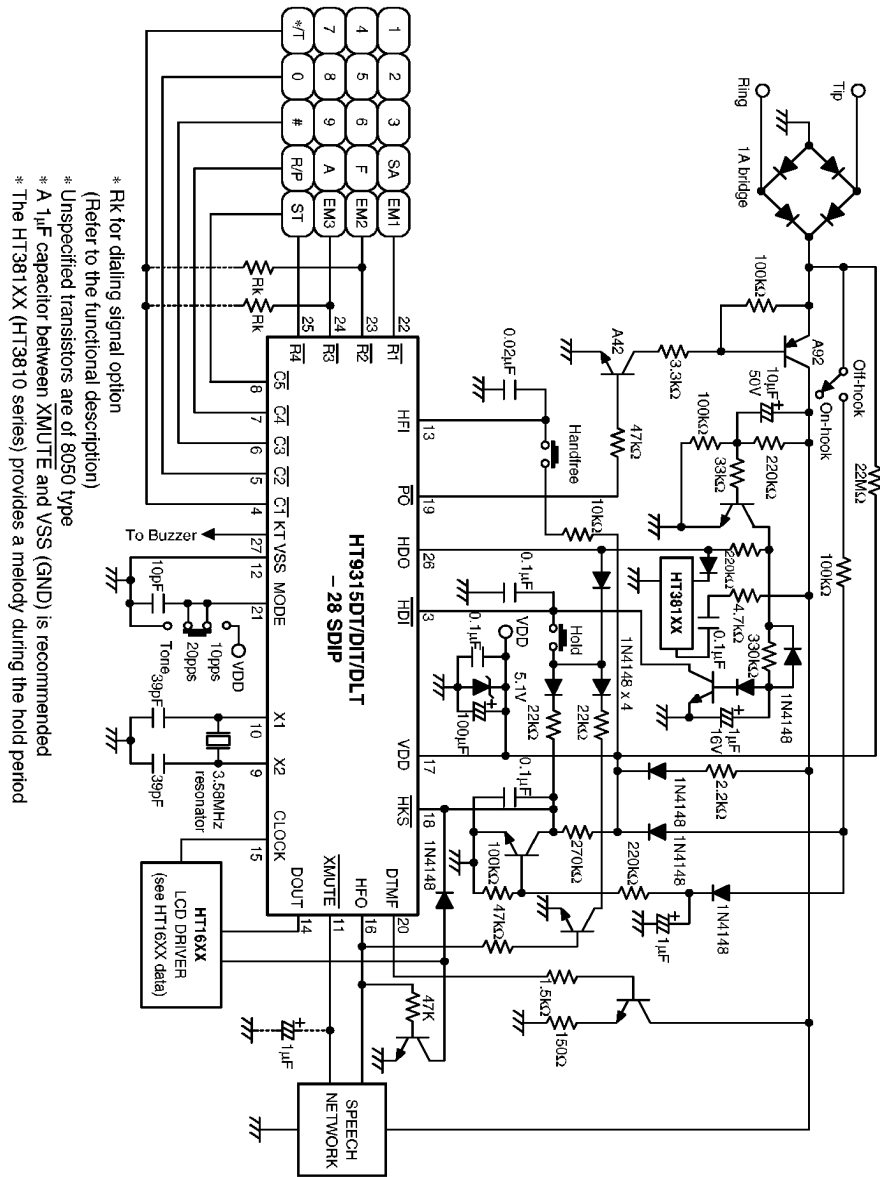 Tip
Ring
1A bridge
100kΩ
A92
Off-hook
On-hook
22MΩ
10μF
50V
100kΩ
220kΩ
33kΩ
100kΩ
3.3kΩ
A42
47kΩ
0.02μF
Handfree
10kΩ
220kΩ
HT381XX
4.7kΩ
0.1μF
330kΩ
1N4148
1μF
16V
0.1μF
Hold
1N4148 x 4
VDD
0.1μF
5.1V
100μF
22kΩ
22kΩ
1N4148
2.2kΩ
0.1μF
1N4148
1N4148
270kΩ
100kΩ
220kΩ
1μF
1N4148
47kΩ
1.5kΩ
150Ω
47K
1μF
SPEECH
NETWORK
1 2 3 SA EM1
4 5 6 F EM2
7 8 9 A EM3
*/T 0 # R/P ST
Rk
Rk
22 R1
23 R2
24 R3
25 R4
8 C5
7 C4
6 C3
5 C2
4 C1
27 KT
12 VSS
21 MODE
10 X1
9 X2
15 CLOCK
14 DOUT
11 XMUTE
16 HFO
20 DTMF
18 HKS
17 VDD
3 HDI
26 HDO
19 PO
13 HFI
HT9315DT/DIT/DLT
– 28 SDIP
To Buzzer
10pF
Tone
20pps
10pps
VDD
39pF
39pF
3.58MHz
resonator
HT16XX
LCD DRIVER
(see HT16XX data)
* Rk for dialing signal option
(Refer to the functional description)
* Unspecified transistors are of 8050 type
* A 1μF capacitor between XMUTE and VSS (GND) is recommended
* The HT381XX (HT3810 series) provides a melody during the hold period